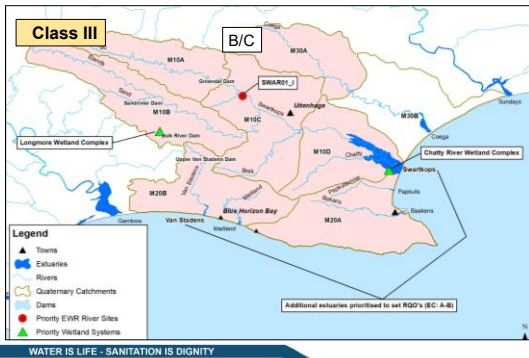 Class III
B/C
Coega
M10A
M30A
Elands
Groendal Dam
SWAR01_I
Sand
Sandriver Dam
Swartkops
Uitenhage
Sundays
M10B
M10C
M30B
Coega
Longmore Wetland Complex
Bulk River Dam
Chatty River Wetland Complex
Upper Van Stadens Dam
M10D
Chatty
Swartkops
Van Stadens
Brak
Papkuils
M20B
Maitland
Bakens
Baakens
Blue Horizon Bay
M20A
Gamtoos
Van Stadens
Maitland
Legend
Towns
Estuaries
Rivers
Quaternary Catchments
Dams
Priority EWR River Sites
Priority Wetland Systems
Additional estuaries prioritised to set RQO's (EC: A-B)
N
WATER IS LIFE - SANITATION IS DIGNITY